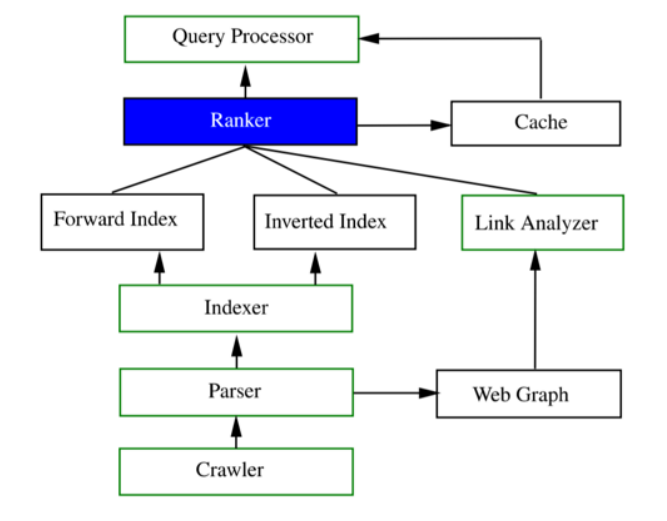 Query Processor
Ranker
Cache
Forward Index
Inverted Index
Link Analyzer
Indexer
Parser
Web Graph
Crawler